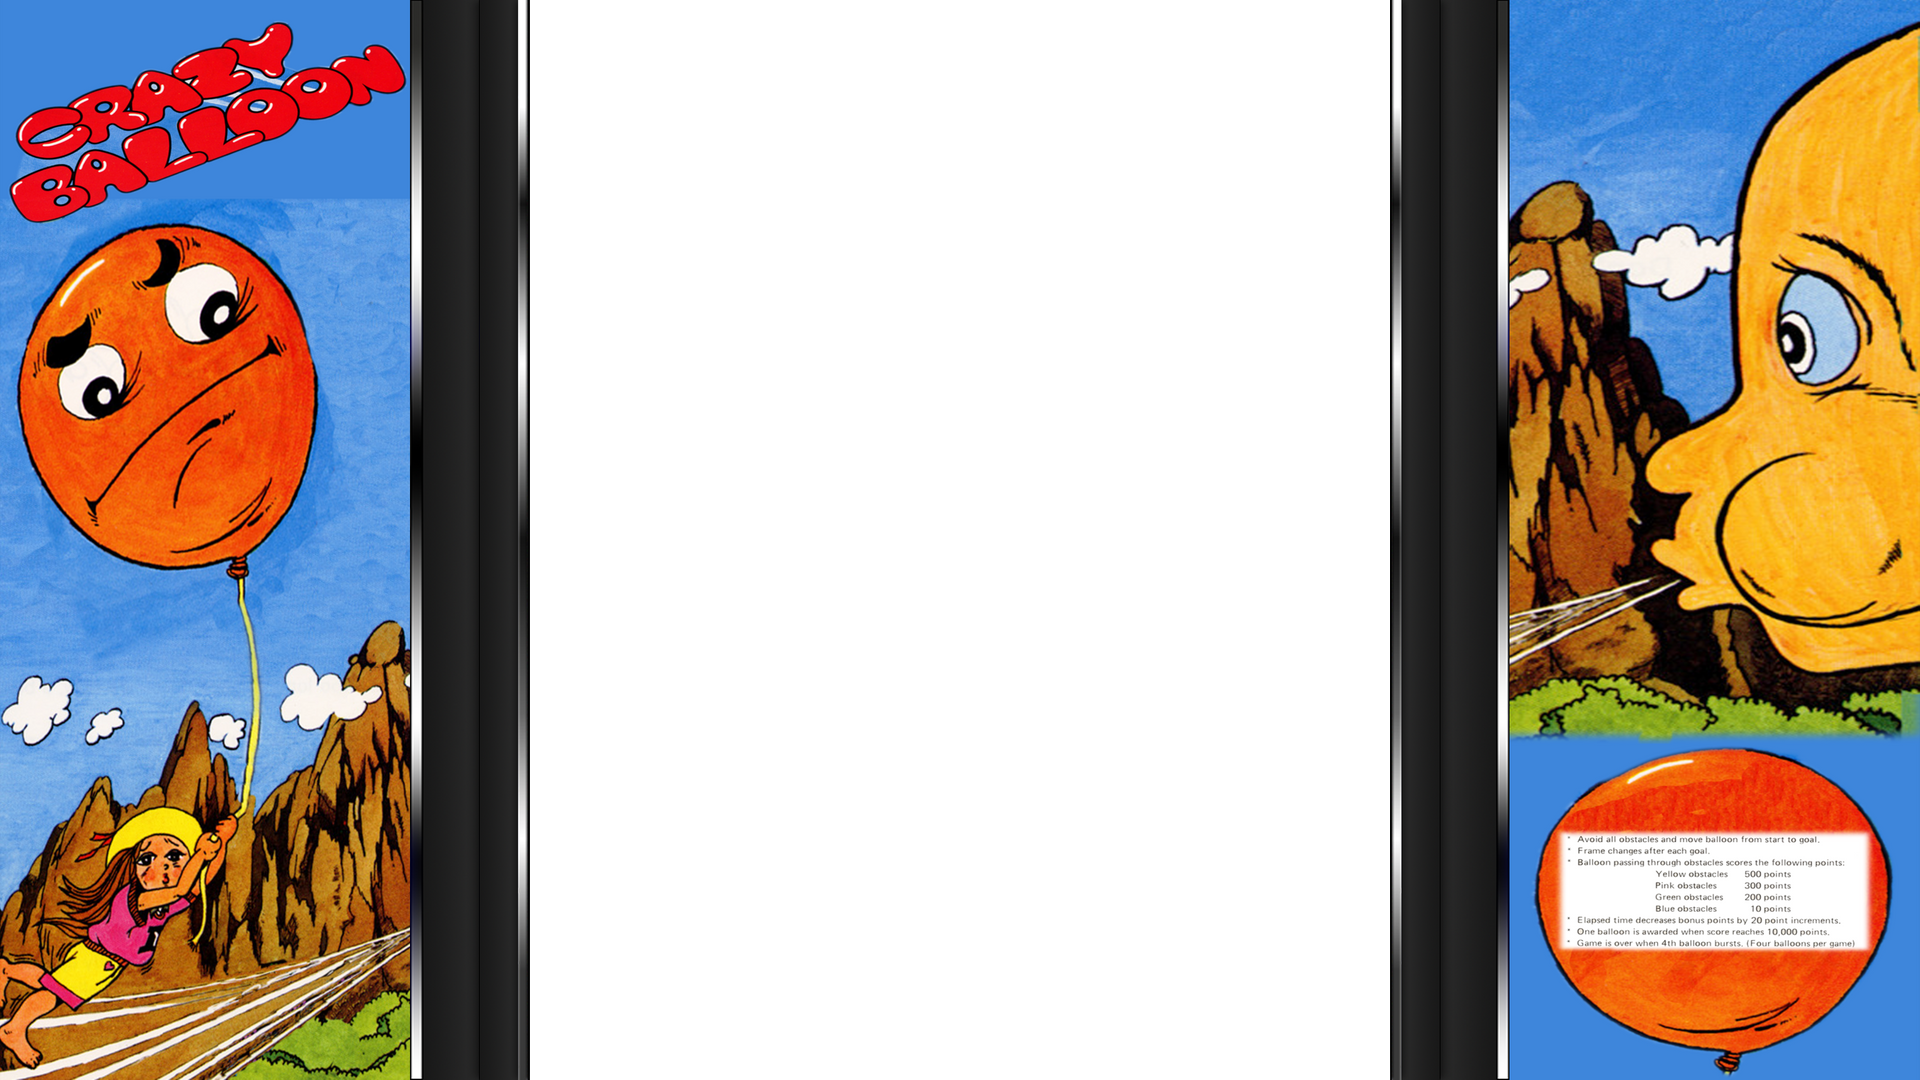 CRAZY
BALLOON
* Avoid all obstacles and move balloon from start to goal.
* Frame changes after each goal.
* Balloon passing through obstacles scores the following points:
Yellow obstacles 500 points
Pink obstacles 300 points
Green obstacles 200 points
Blue obstacles 10 points
* Elapsed time decreases bonus points by 20 point increments.
* One balloon is awarded when score reaches 10,000 points.
* Game is over when 4th balloon bursts. (Four balloons per game)